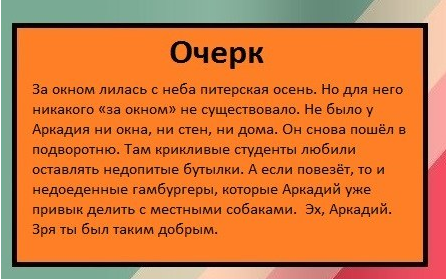 Очерк
За окном лилась с неба питерская осень. Но для него
никакого «за окном» не существовало. Не было у
Аркадия ни окна, ни стен, ни дома. Он снова пошёл в
подворотню. Там крикливые студенты любили
оставлять недопитые бутылки. А если повезёт, то и
недоеденные гамбургеры, которые Аркадий уже
привык делить с местными собаками.  Эх, Аркадий.
Зря ты был таким добрым.